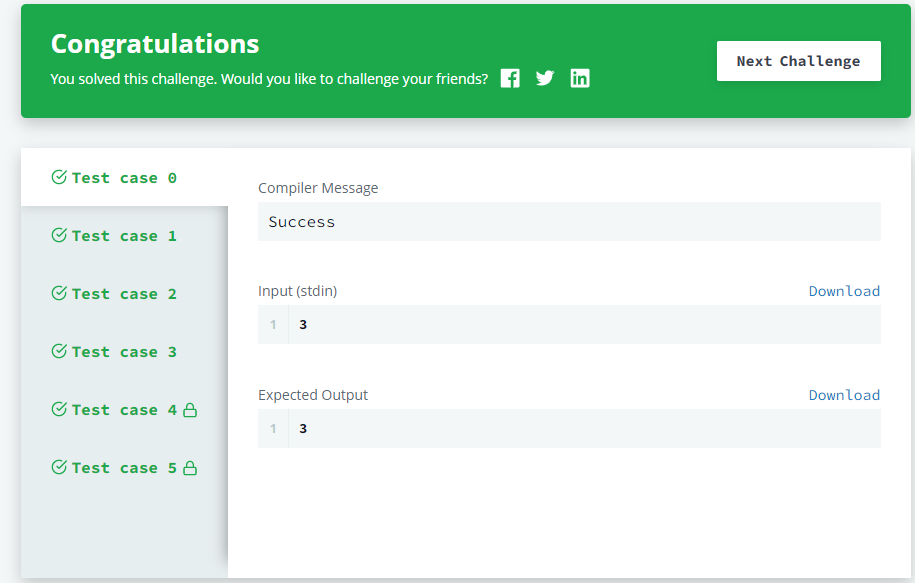 Congratulations
You solved this challenge. Would you like to challenge your friends?
Next Challenge
Test case 0
Test case 1
Test case 2
Test case 3
Test case 4
Test case 5
Compiler Message
Success
Input (stdin)
Download
1 3
Expected Output
Download
1 3